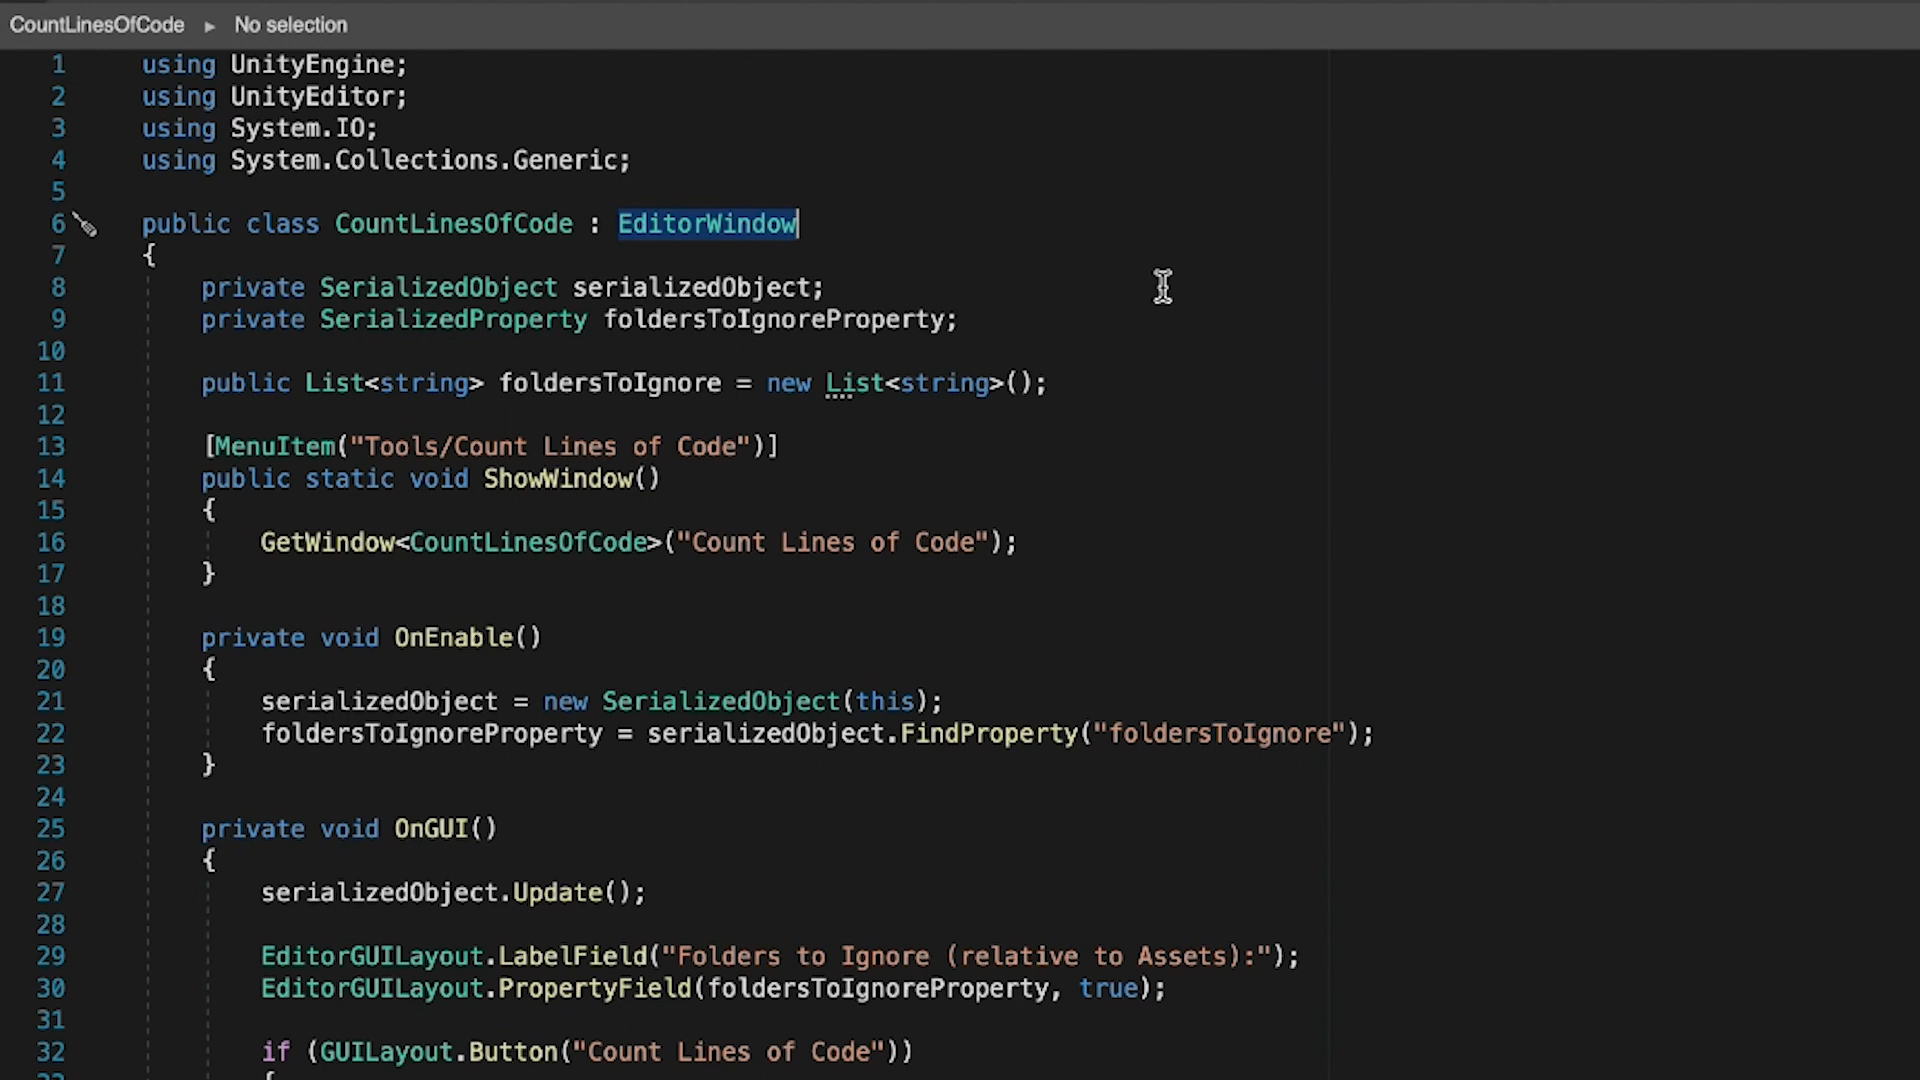 CountLinesOfCode ▸ No selection
1 using UnityEngine;
2 using UnityEditor;
3 using System.IO;
4 using System.Collections.Generic;
5
6 public class CountLinesOfCode : EditorWindow
7 {
8 private SerializedObject serializedObject;
9 private SerializedProperty foldersToIgnoreProperty;
10
11 public List<string> foldersToIgnore = new List<string>();
12
13 [MenuItem("Tools/Count Lines of Code")]
14 public static void ShowWindow()
15 {
16 GetWindow<CountLinesOfCode>("Count Lines of Code");
17 }
18
19 private void OnEnable()
20 {
21 serializedObject = new SerializedObject(this);
22 foldersToIgnoreProperty = serializedObject.FindProperty("foldersToIgnore");
23 }
24
25 private void OnGUI()
26 {
27 serializedObject.Update();
28
29 EditorGUILayout.LabelField("Folders to Ignore (relative to Assets):");
30 EditorGUILayout.PropertyField(foldersToIgnoreProperty, true);
31
32 if (GUILayout.Button("Count Lines of Code"))